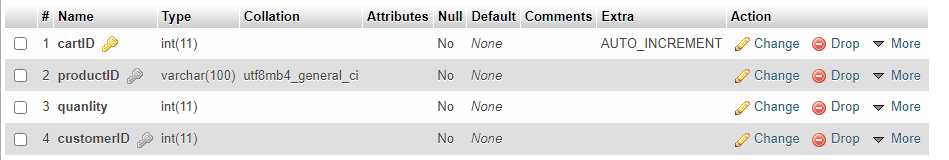 # Name Type Collation Attributes Null Default Comments Extra Action
1 cartID int(11) No None AUTO_INCREMENT Change Drop More
2 productID varchar(100) utf8mb4_general_ci No None Change Drop More
3 quanlity int(11) No None Change Drop More
4 customerID int(11) No None Change Drop More